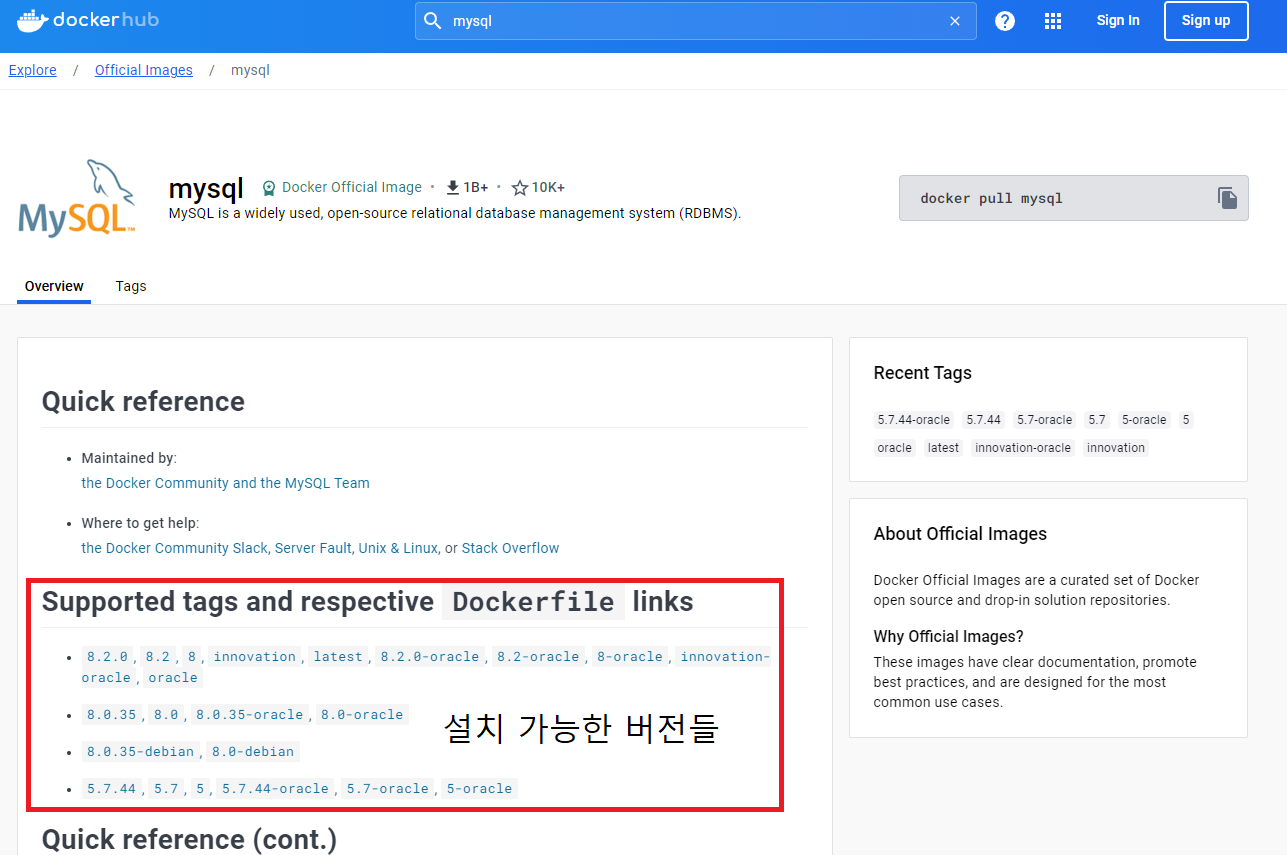 dockerhub mysql Sign In Sign up
Explore / Official Images / mysql
MySQL™
mysql Docker Official Image • 1B+ • 10K+
MySQL is a widely used, open-source relational database management system (RDBMS).
docker pull mysql
Overview Tags
Quick reference
• Maintained by:
the Docker Community and the MySQL Team
• Where to get help:
the Docker Community Slack, Server Fault, Unix & Linux, or Stack Overflow
Supported tags and respective Dockerfile links
• 8.2.0, 8.2, 8, innovation, latest, 8.2.0-oracle, 8.2-oracle, 8-oracle, innovation-
oracle, oracle
• 8.0.35, 8.0, 8.0.35-oracle, 8.0-oracle
설치 가능한 버전들
• 8.0.35-debian, 8.0-debian
• 5.7.44, 5.7, 5, 5.7.44-oracle, 5.7-oracle, 5-oracle
Quick reference (cont.)
Recent Tags
5.7.44-oracle 5.7.44 5.7-oracle 5.7 5-oracle 5
oracle latest innovation-oracle innovation
About Official Images
Docker Official Images are a curated set of Docker
open source and drop-in solution repositories.
Why Official Images?
These images have clear documentation, promote
best practices, and are designed for the most
common use cases.